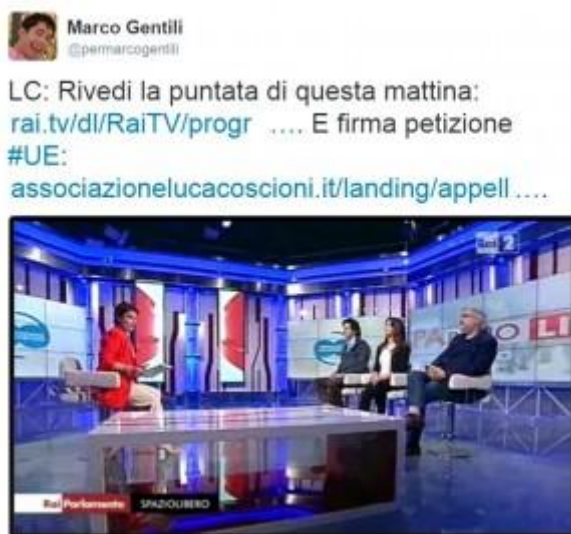 Marco Gentili
@permarcogentili
LC: Rivedi la puntata di questa mattina:
rai.tv/dl/RaiTV/progr .... E firma petizione
#UE:
associazionelucacoscioni.it/landing/appell ....
Rai 2
Rai Parlamento SPAZIOLIBERO